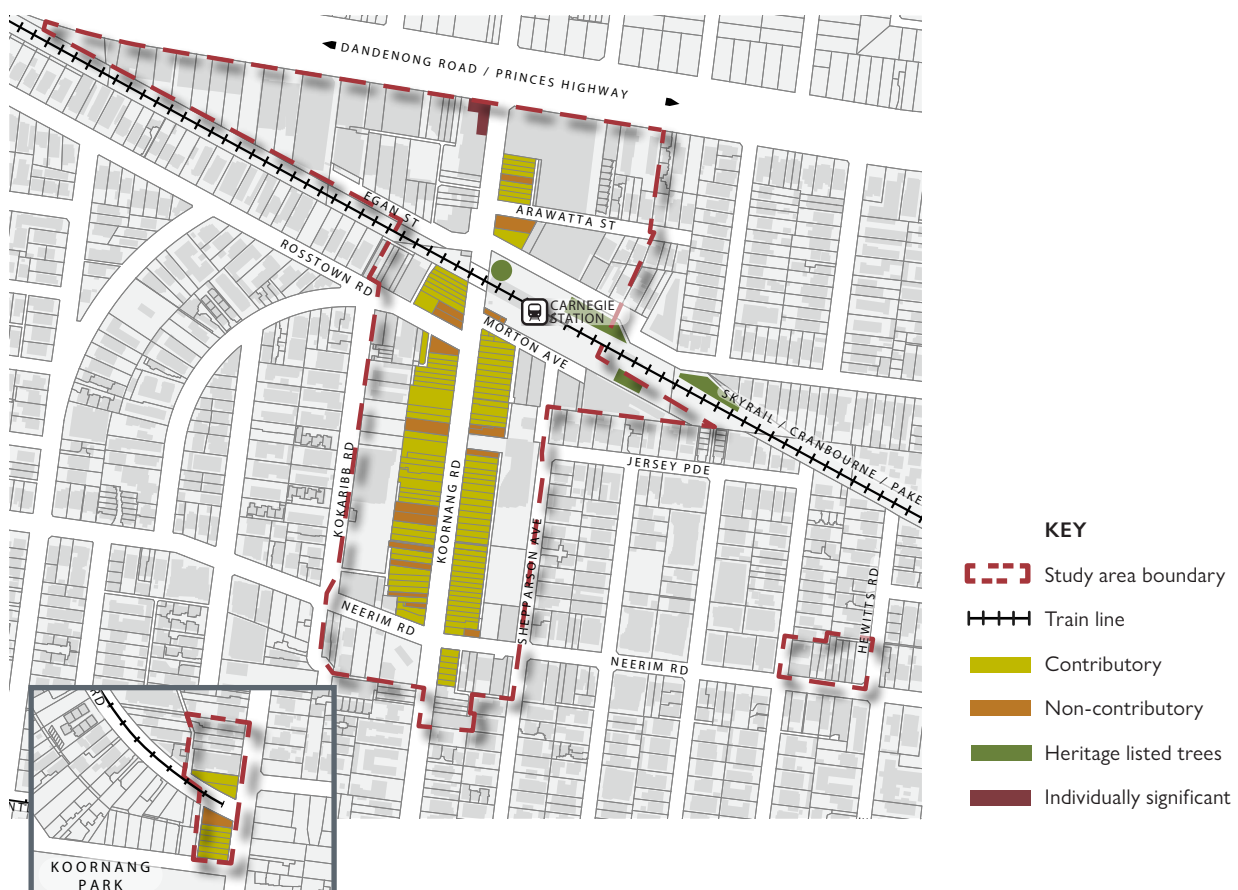 DANDENONG ROAD / PRINCES HIGHWAY
EGAN ST
ARAWATTA ST
ROSSTOWN RD
CARNEGIE
STATION
MORTON AVE
SKYRAIL / CRANBOURNE / PAKE
KOKARIBB RD
KOORNANG RD
JERSEY PDE
SHEPPARSON AVE
HEWITTS RD
NEERIM RD
NEERIM RD
RD
KOORNANG
PARK
KEY
Study area boundary
Train line
Contributory
Non-contributory
Heritage listed trees
Individually significant